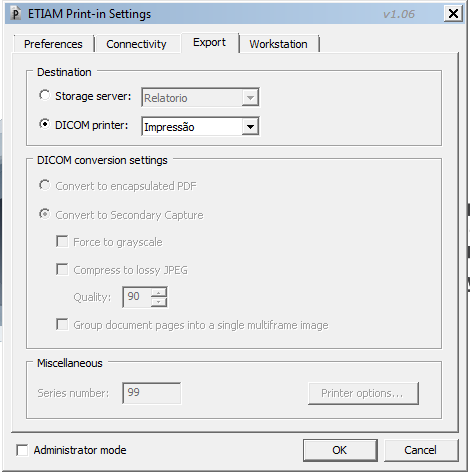 ETIAM Print-in Settings v1.06
Preferences Connectivity Export Workstation
Destination
Storage server: Relatorio
DICOM printer: Impressão
DICOM conversion settings
Convert to encapsulated PDF
Convert to Secondary Capture
Force to grayscale
Compress to lossy JPEG
Quality: 90
Group document pages into a single multiframe image
Miscellaneous
Series number: 99 Printer options...
Administrator mode OK Cancel